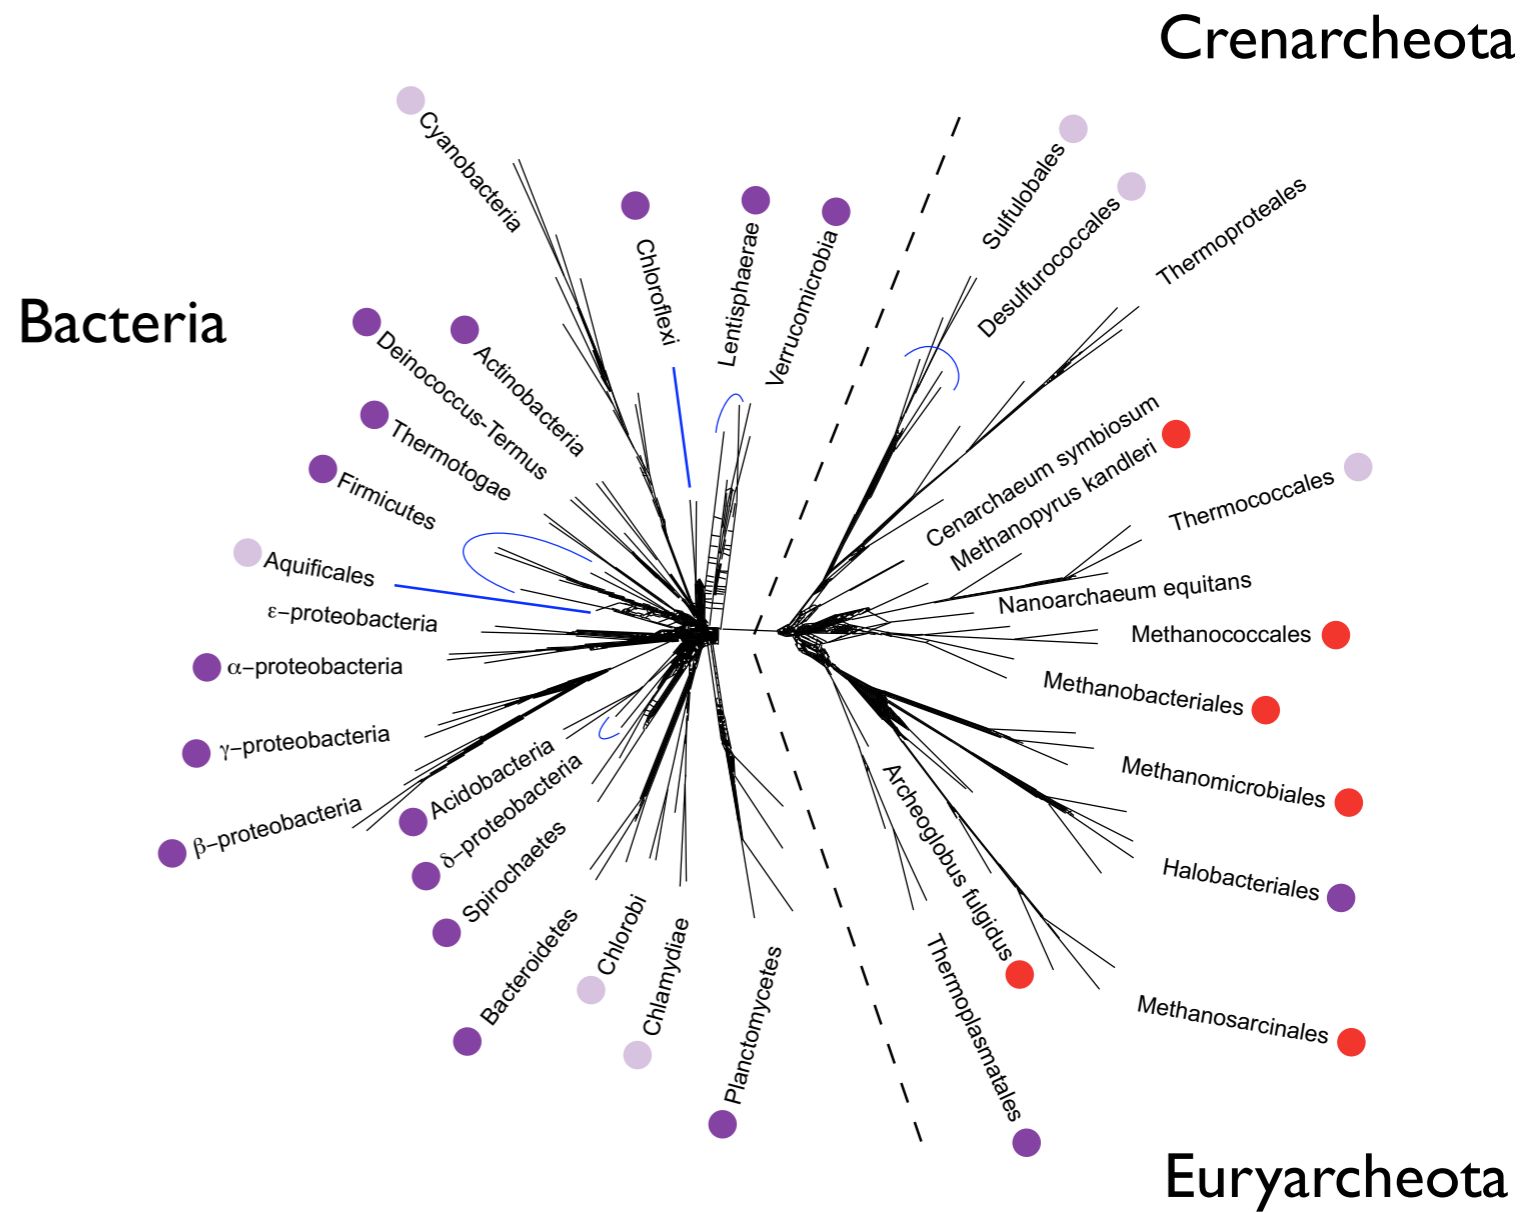 Crenarcheota
Bacteria
Euryarcheota
Cyanobacteria
Chloroflexi
Lentisphaerae
Verrucomicrobia
Sulfulobales
Desulfurococcales
Thermoproteales
Deinococcus-Termus
Actinobacteria
Thermotogae
Firmicutes
Aquificales
ε−proteobacteria
α−proteobacteria
γ−proteobacteria
β−proteobacteria
Acidobacteria
δ−proteobacteria
Spirochaetes
Bacteroidetes
Chlorobi
Chlamydiae
Planctomycetes
Cenarchaeum symbiosum
Methanopyrus kandleri
Thermococcales
Nanoarchaeum equitans
Methanococcales
Methanobacteriales
Methanomicrobiales
Halobacteriales
Archeoglobus fulgidus
Thermoplasmatales
Methanosarcinales